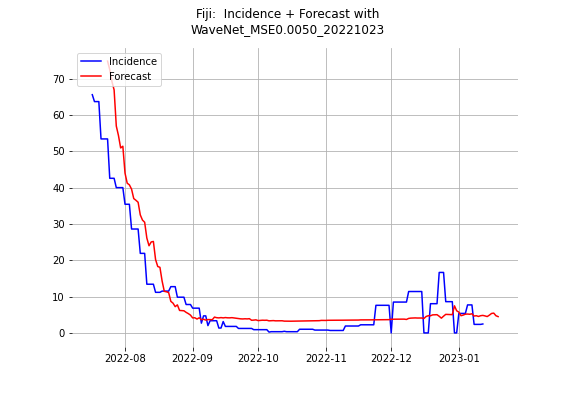 Fiji:  Incidence + Forecast with
WaveNet_MSE0.0050_20221023
Incidence
Forecast
70
60
50
40
30
20
10
0
2022-08 2022-09 2022-10 2022-11 2022-12 2023-01